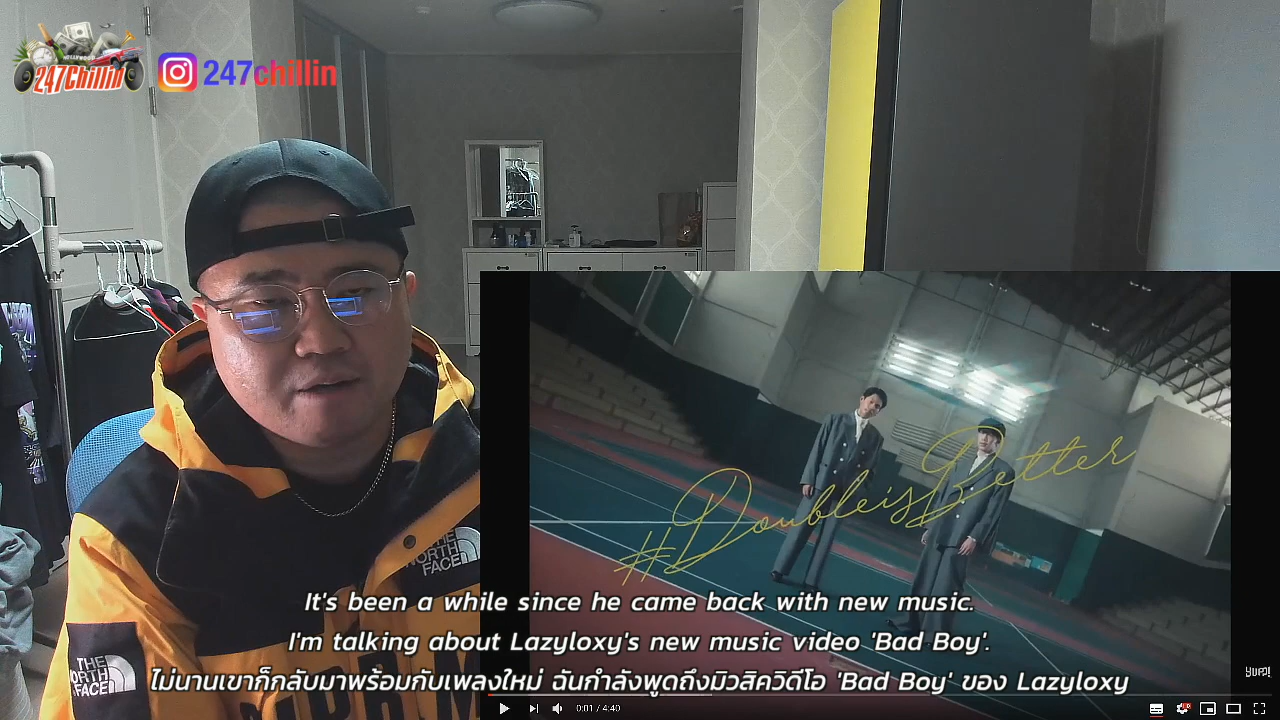 247Chillin
247chillin
#DoubleisBetter
THE
NORTH
FACE
THE
NORTH
FACE
It's been a while since he came back with new music.
I'm talking about Lazyloxy's new music video 'Bad Boy'.
ไม่นานเขาก็กลับมาพร้อมกับเพลงใหม่ ฉันกำลังพูดถึงมิวสิควิดีโอ 'Bad Boy' ของ Lazyloxy
YUPP!
0:01 / 4:40